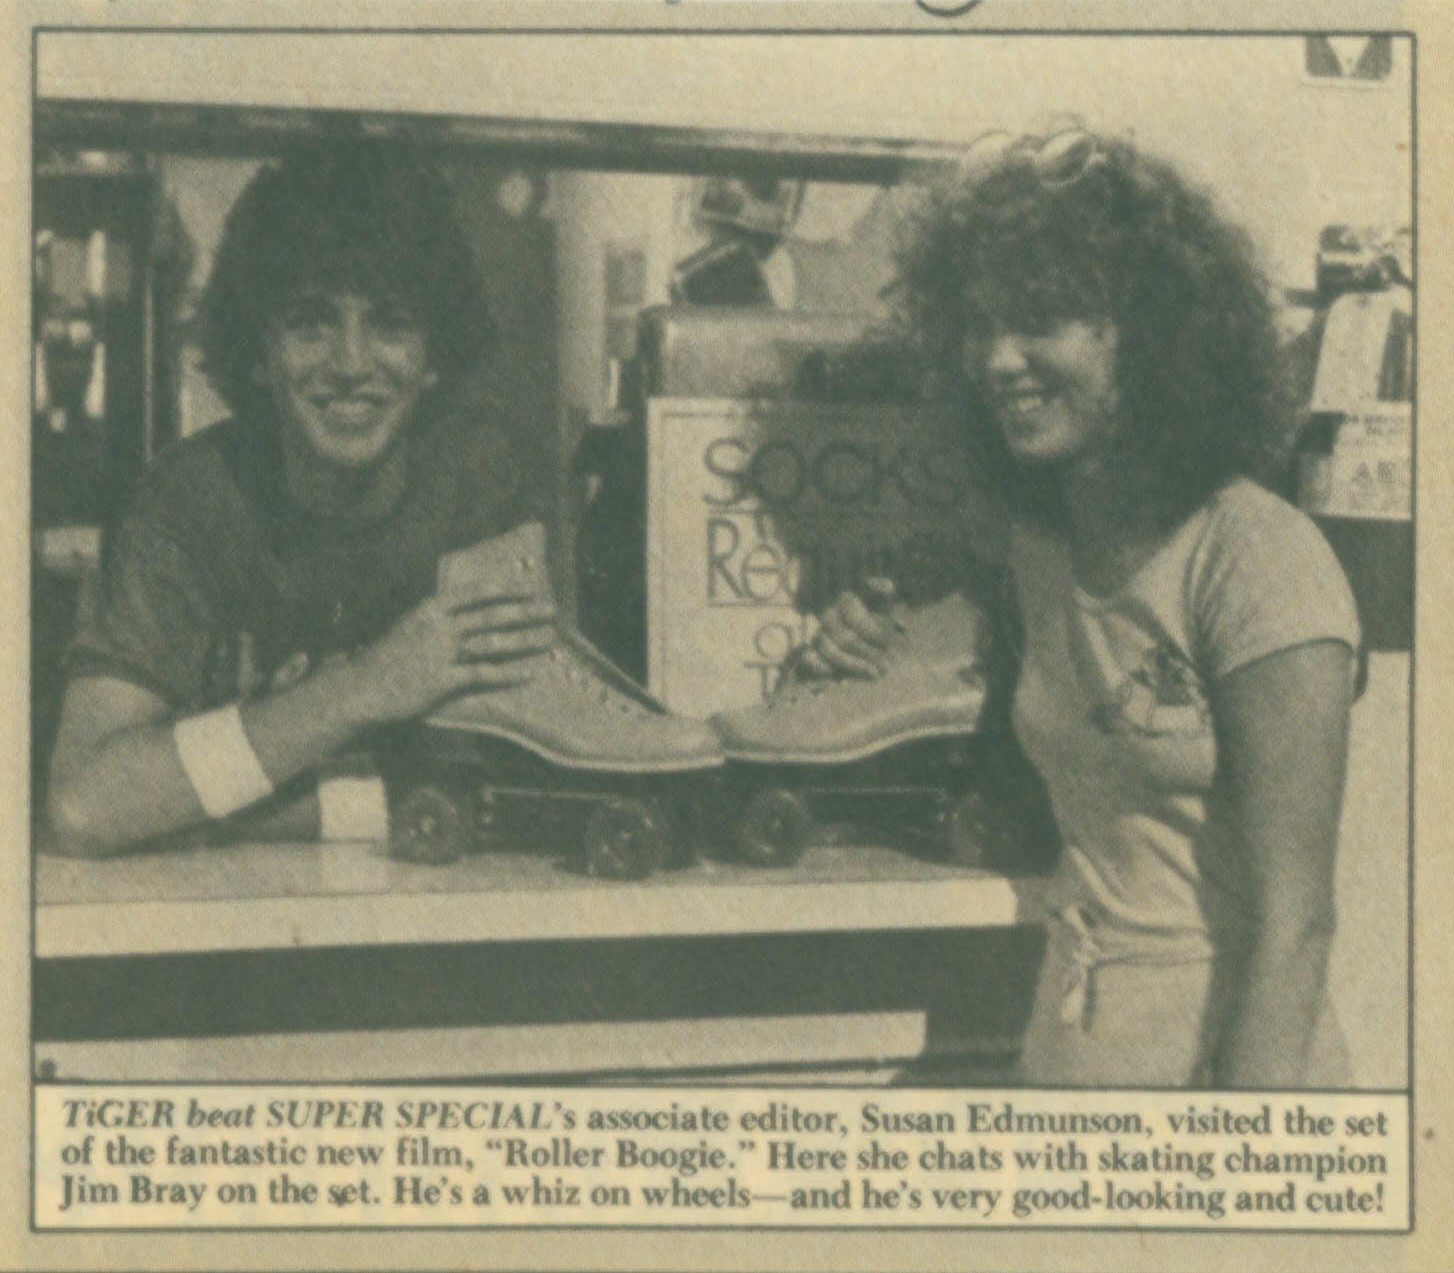 SOCKS
TiGER beat SUPER SPECIAL's associate editor, Susan Edmunson, visited the set
of the fantastic new film, "Roller Boogie." Here she chats with skating champion
Jim Bray on the set. He's a whiz on wheels—and he's very good-looking and cute!